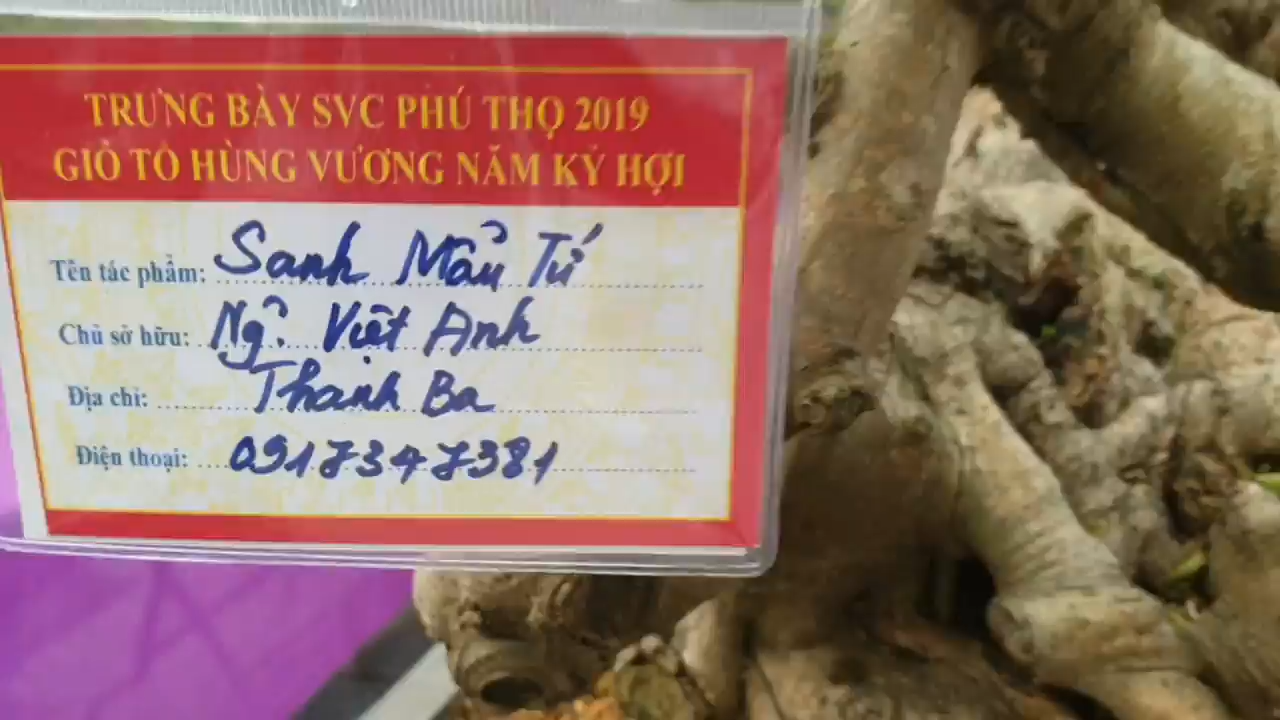 TRƯNG BÀY SVC PHÚ THỌ 2019
GIỖ TỔ HÙNG VƯƠNG NĂM KỶ HỢI
Tên tác phẩm: Sanh Mẩu Tử
Chủ sở hữu: Ng. Việt Anh
Địa chỉ: Thanh Ba
Điện thoại: 0917347381